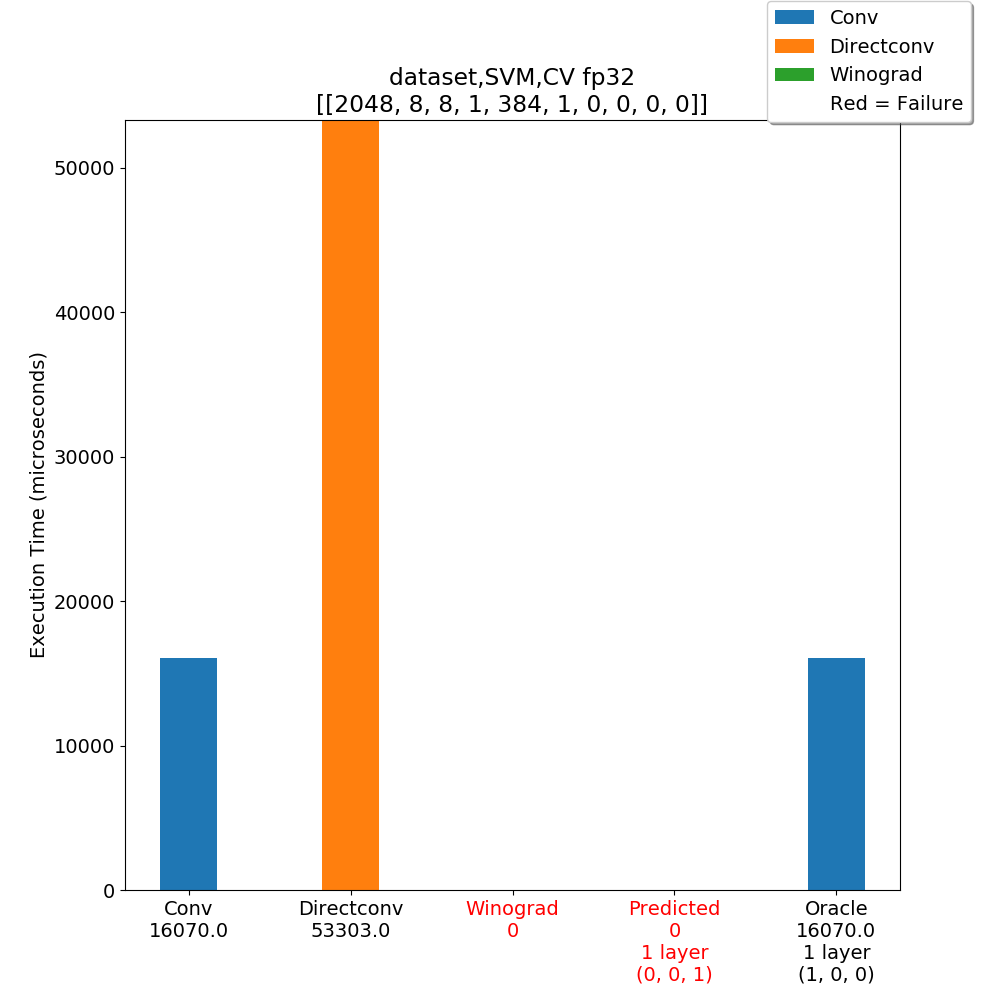 Conv
Directconv
Winograd
Red = Failure
dataset,SVM,CV fp32
[[2048, 8, 8, 1, 384, 1, 0, 0, 0, 0]]
Execution Time (microseconds)
50000
40000
30000
20000
10000
0
Conv
16070.0
Directconv
53303.0
Winograd
0
Predicted
0
1 layer
(0, 0, 1)
Oracle
16070.0
1 layer
(1, 0, 0)